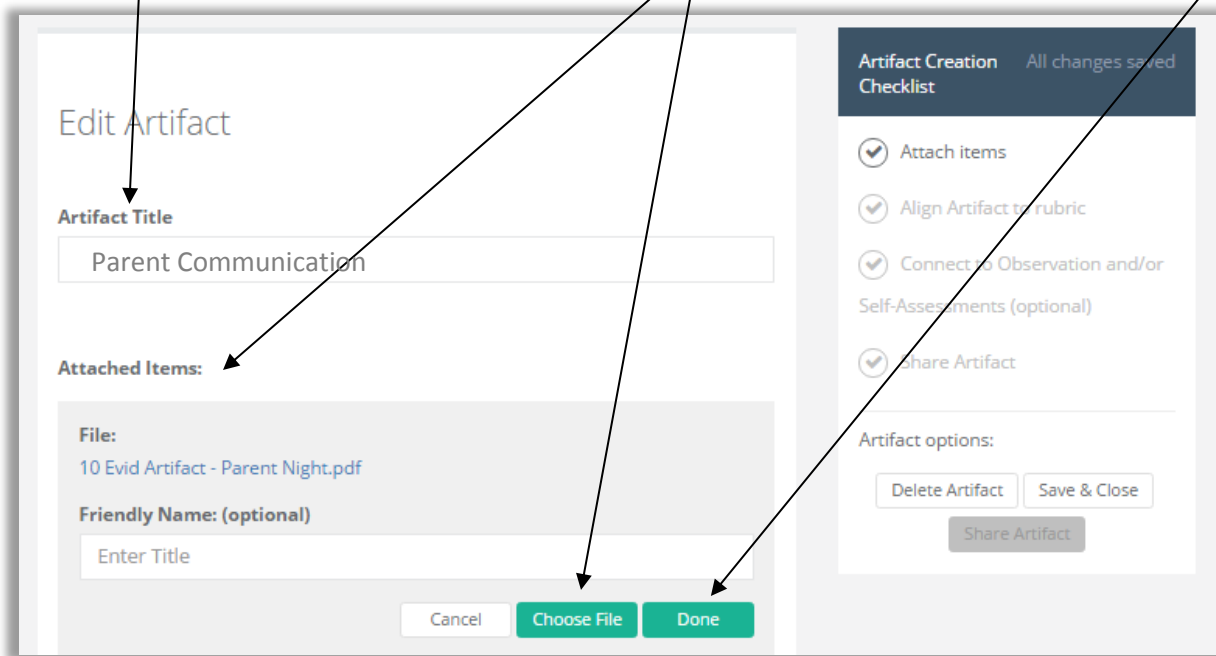 Edit Artifact
Artifact Title
Parent Communication
Attached Items:
File:
10 Evid Artifact - Parent Night.pdf
Friendly Name: (optional)
Enter Title
Cancel
Choose File
Done
Artifact Creation All changes saved
Checklist
Attach items
Align Artifact to rubric
Connect to Observation and/or
Self-Assessments (optional)
Share Artifact
Artifact options:
Delete Artifact
Save & Close
Share Artifact